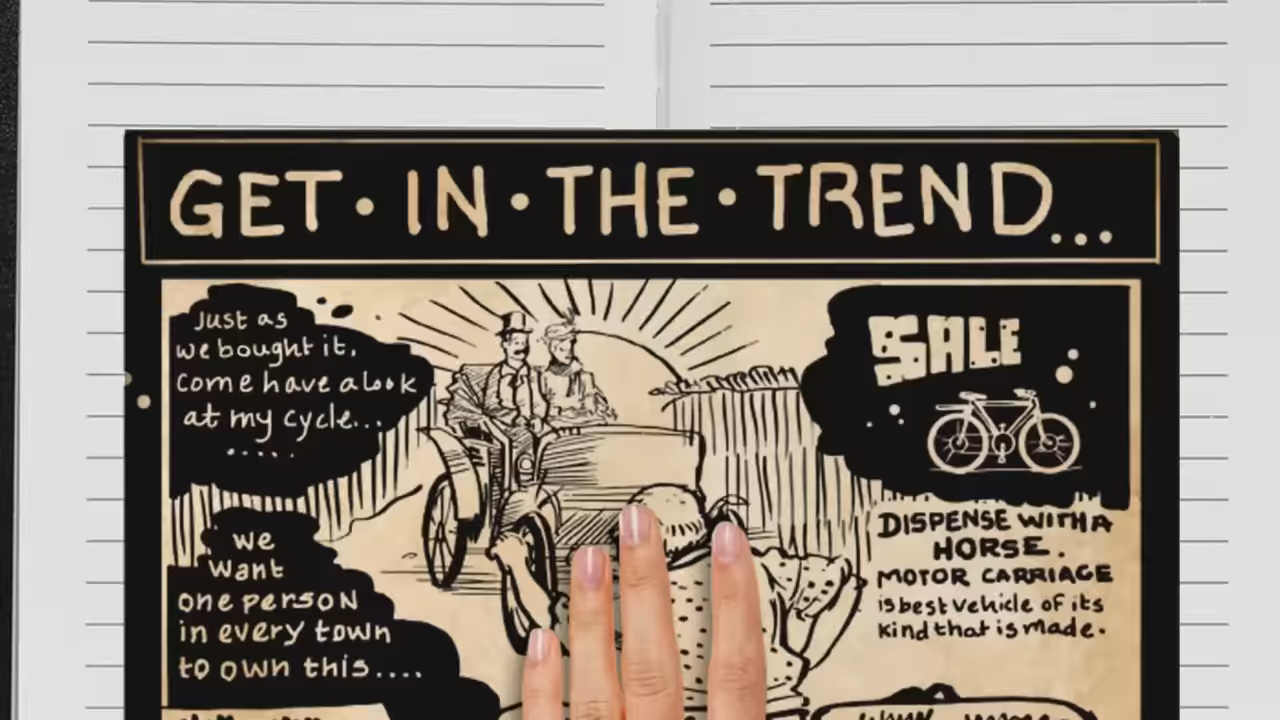 GET • IN • THE • TREND...
Just as
we bought it,
Come have a look
at my cycle...
.....
We
Want
one person
in every town
to own this....
SALE
DISPENSE WITH A
HORSE.
MOTOR CARRIAGE
is best vehicle of its
kind that is made.